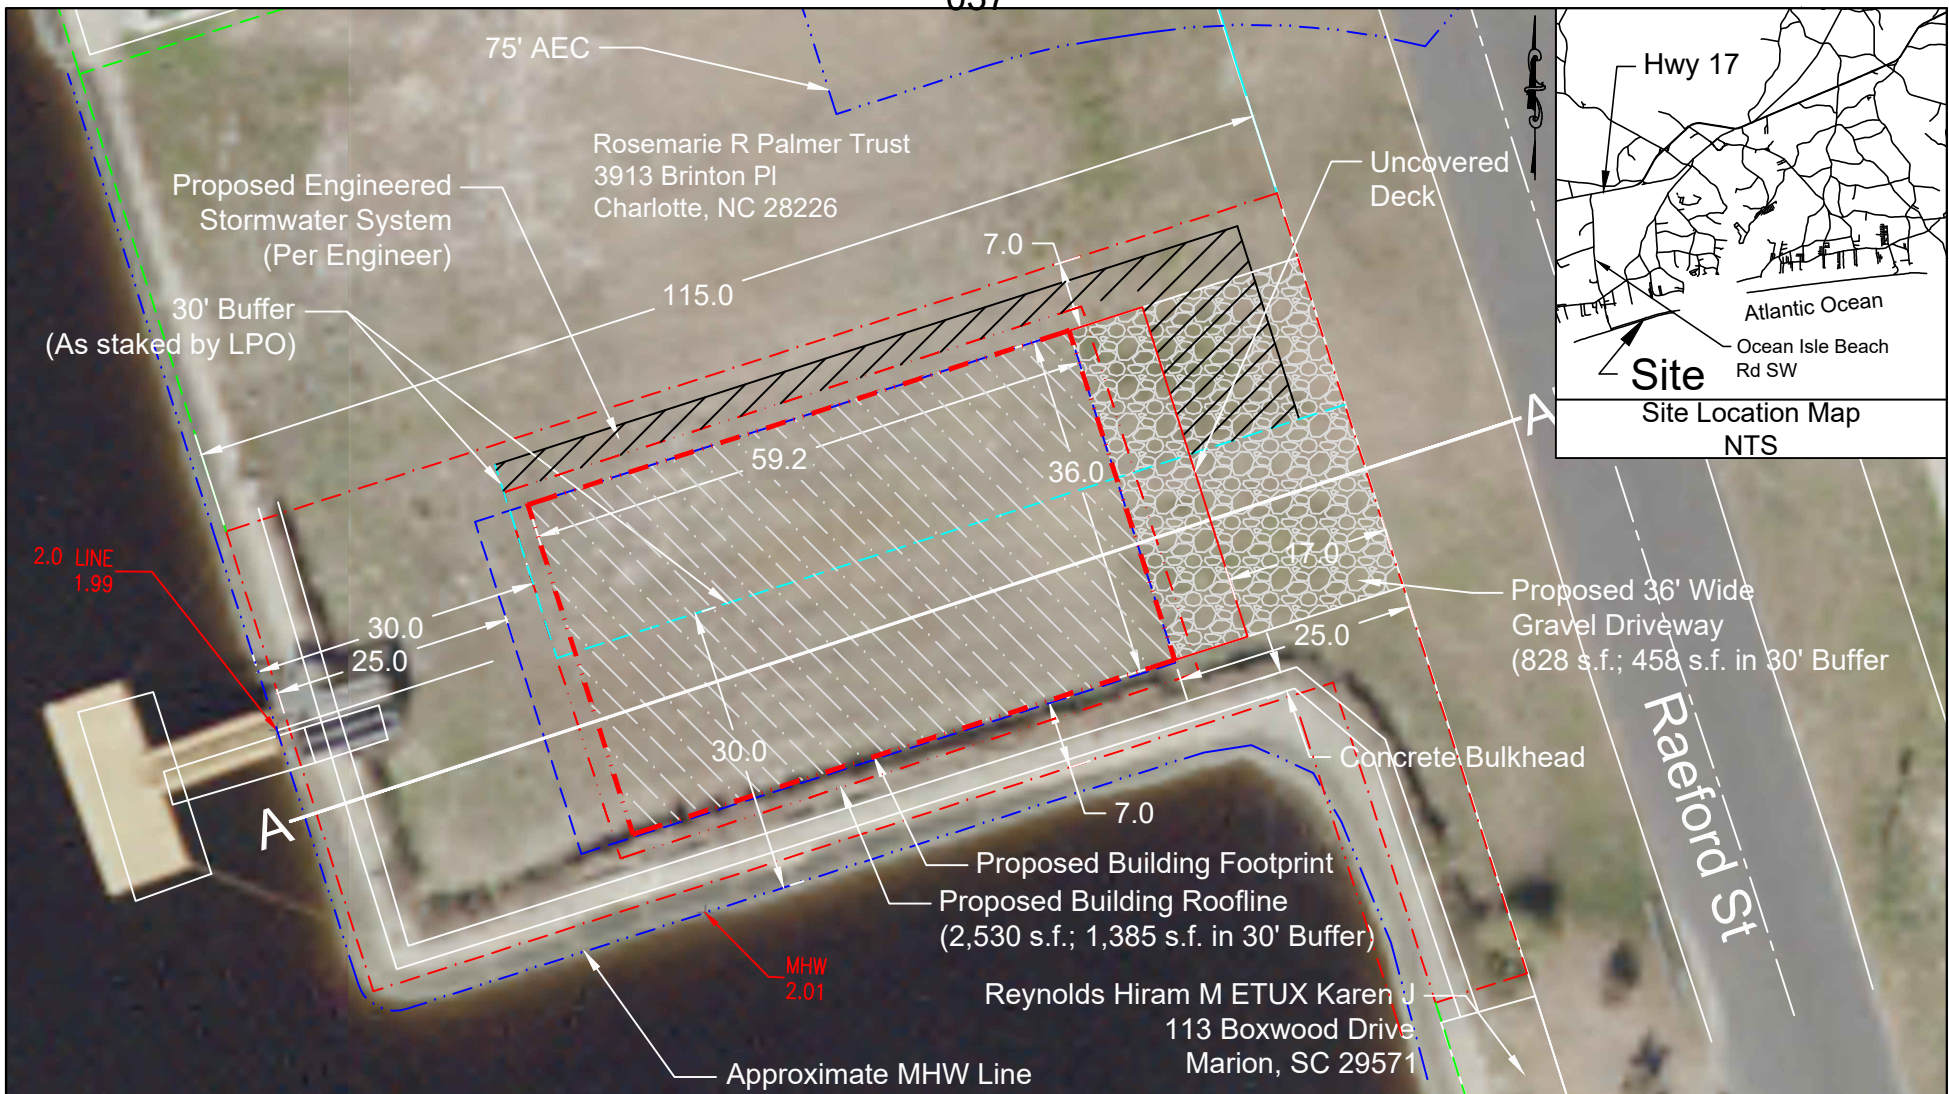 75' AEC
Rosemarie R Palmer Trust
3913 Brinton Pl
Charlotte, NC 28226
Proposed Engineered
Stormwater System
(Per Engineer)
30' Buffer
(As staked by LPO)
115.0
7.0
Uncovered
Deck
Hwy 17
Atlantic Ocean
Ocean Isle Beach
Rd SW
Site
Site Location Map
NTS
59.2
36.0
A
2.0 LINE
1.99
30.0
25.0
17.0
25.0
Proposed 36' Wide
Gravel Driveway
(828 s.f.; 458 s.f. in 30' Buffer
Raeford St
30.0
A
7.0
Concrete Bulkhead
Proposed Building Footprint
Proposed Building Roofline
(2,530 s.f.; 1,385 s.f. in 30' Buffer)
MHW
2.01
Reynolds Hiram M ETUX Karen J
113 Boxwood Drive
Marion, SC 29571
Approximate MHW Line